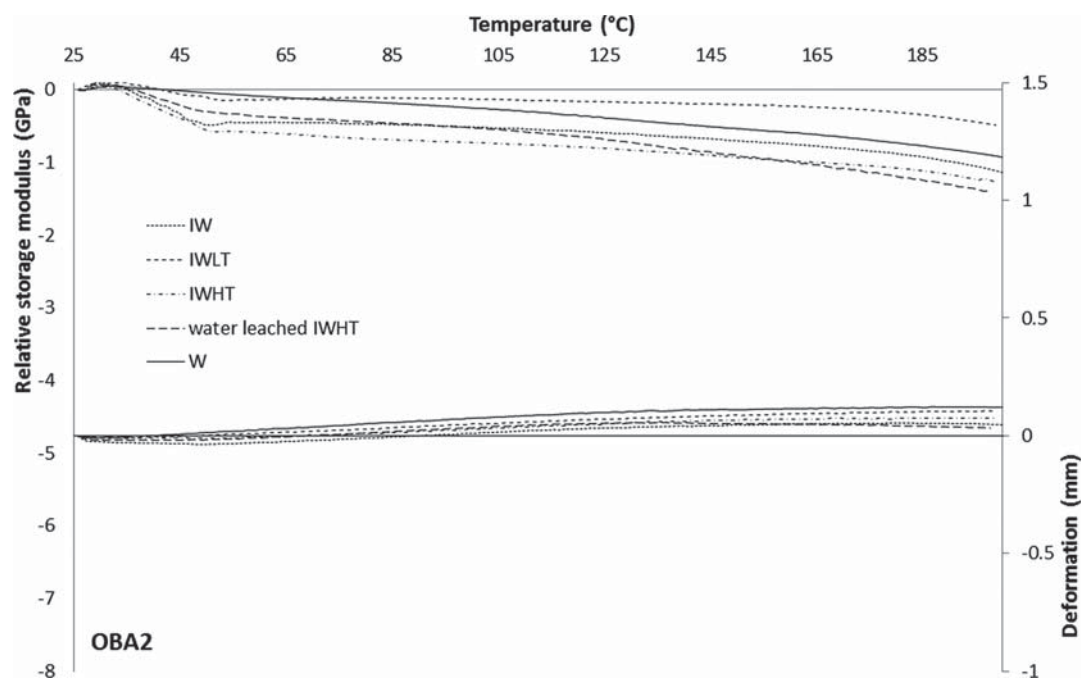 Temperature (°C)
25 45 65 85 105 125 145 165 185
Relative storage modulus (GPa)
0
-1
-2
-3
-4
-5
-6
-7
-8
IW
IWLT
IWHT
water leached IWHT
W
OBA2
1.5
1
0.5
0
-0.5
-1
Deformation (mm)